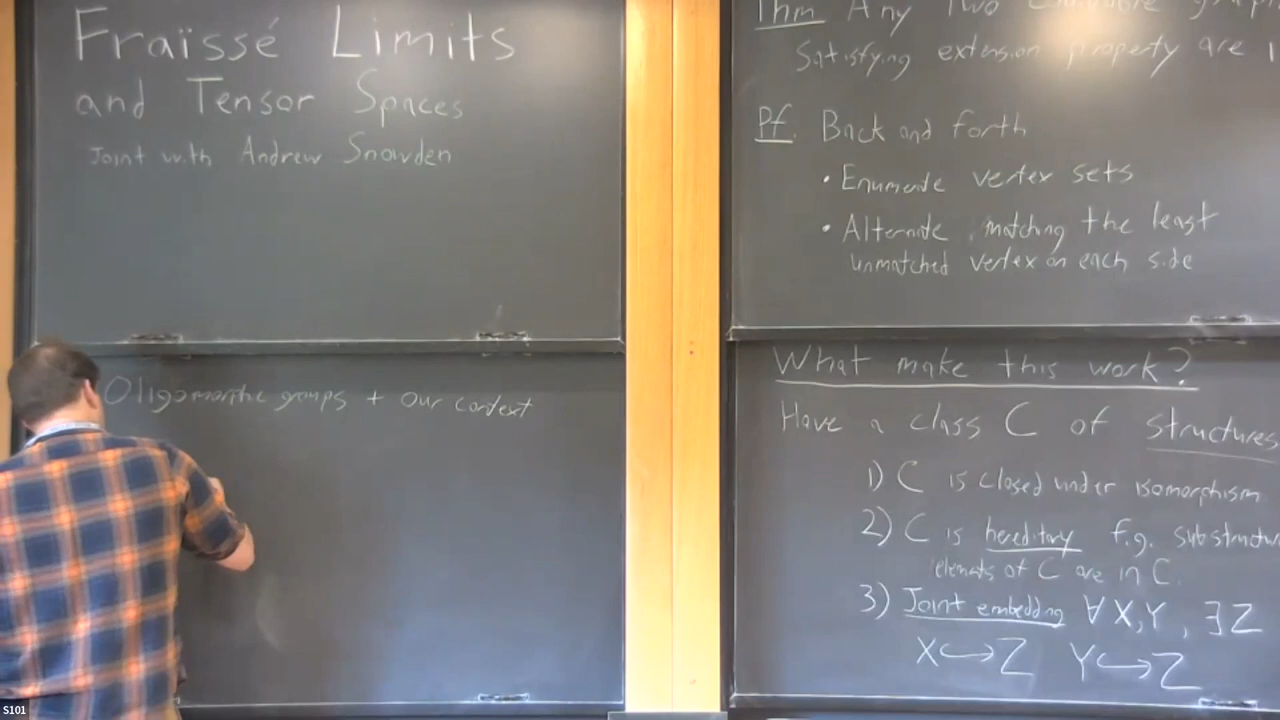 Fraïssé Limits
and Tensor Spaces
Joint with Andrew Snowden
Oligomorphic groups + our context
Thm Any Two countable
Satisfying extension property are
Pf. Back and forth
• Enumerate vertex sets
• Alternate matching the least
unmatched vertex on each side
What make this work?
Have a class C of structures
1) C is closed under isomorphism
2) C is hereditary f.g. substructu
elements of C are in C.
3) Joint embedding ∀X,Y, ∃Z
X↪Z Y↪Z
S101